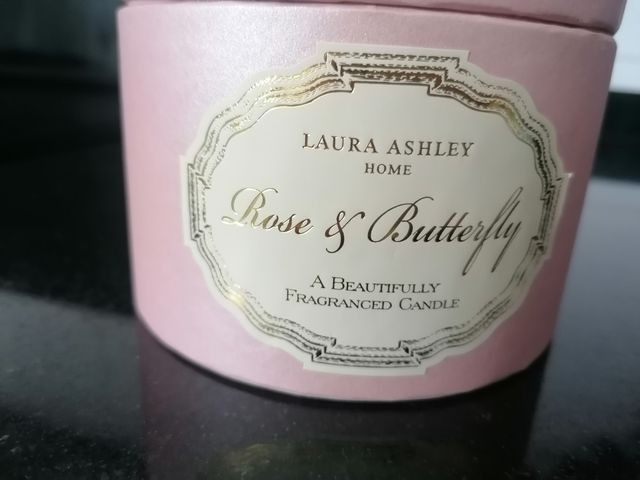 LAURA ASHLEY
HOME
Rose & Butterfly
A BEAUTIFULLY
FRAGRANCED CANDLE